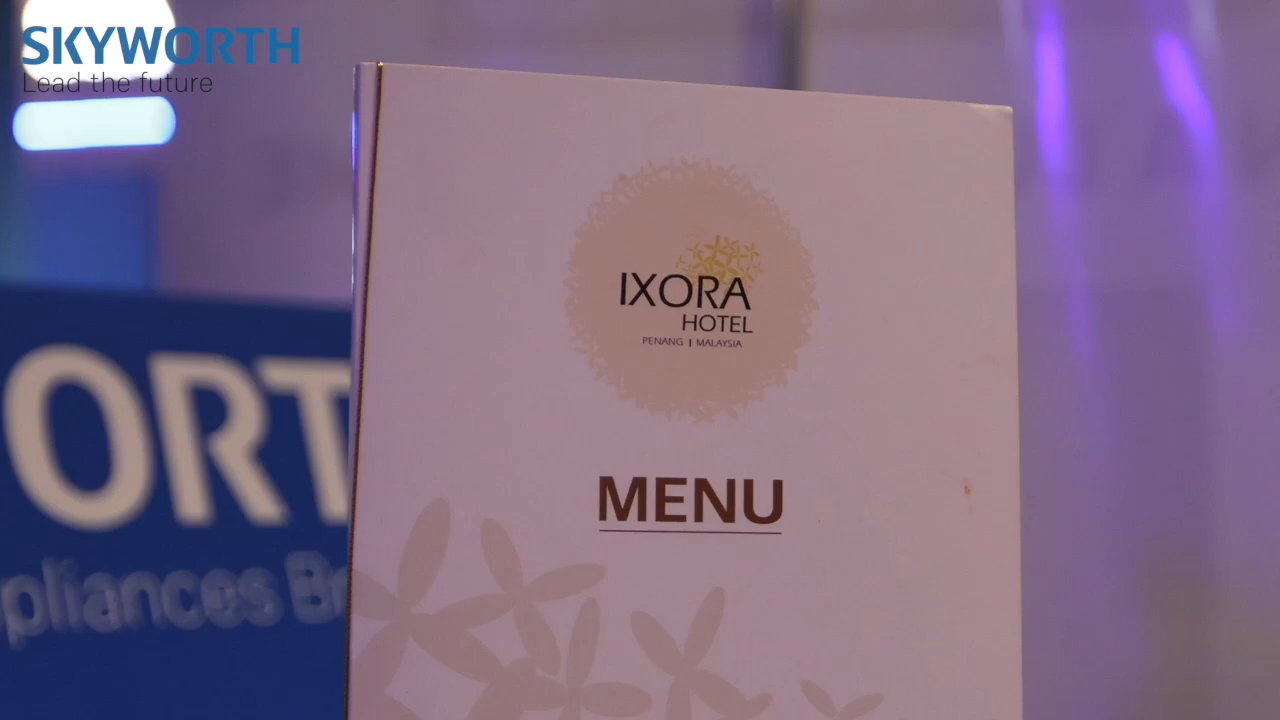 SKYWORTH
Lead the future
IXORA
HOTEL
PENANG | MALAYSIA
MENU
ORT
pliances